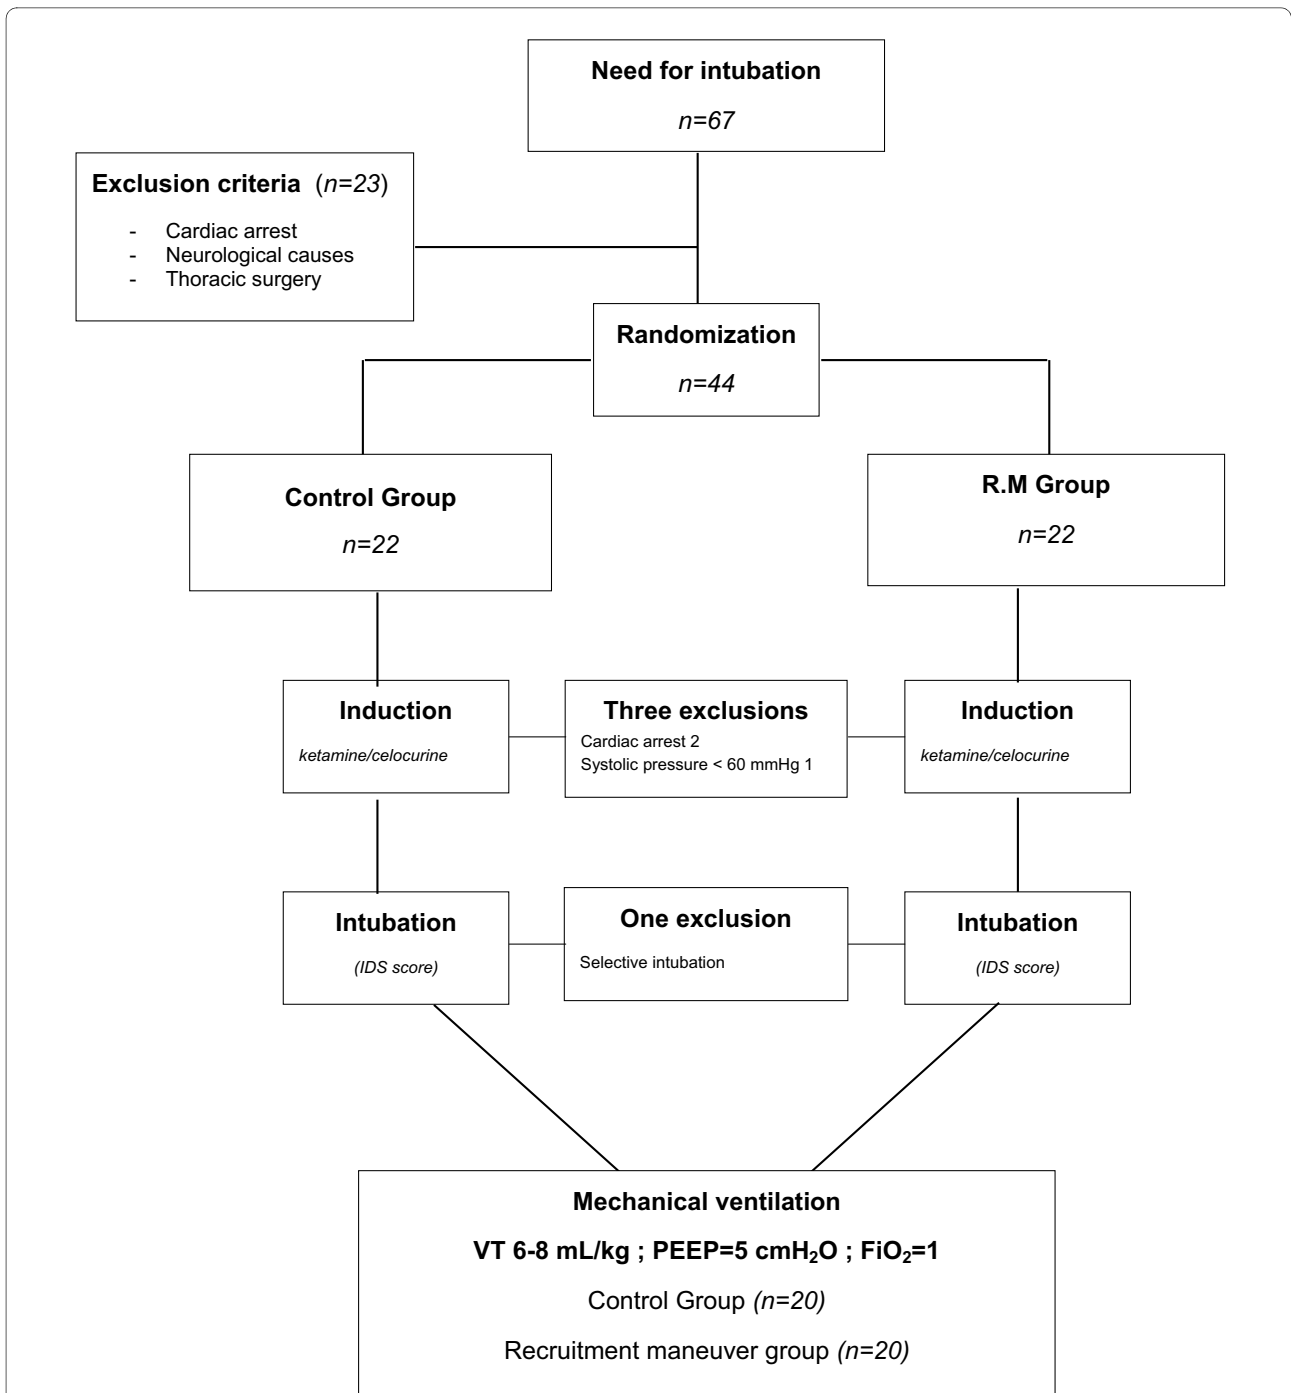 Need for intubation
n=67
Exclusion criteria (n=23)
- Cardiac arrest
- Neurological causes
- Thoracic surgery
Randomization
n=44
Control Group
n=22
R.M Group
n=22
Induction
ketamine/celocurine
Three exclusions
Cardiac arrest 2
Systolic pressure < 60 mmHg 1
Induction
ketamine/celocurine
Intubation
(IDS score)
One exclusion
Selective intubation
Intubation
(IDS score)
Mechanical ventilation
VT 6-8 mL/kg ; PEEP=5 cmH₂O ; FiO₂=1
Control Group (n=20)
Recruitment maneuver group (n=20)